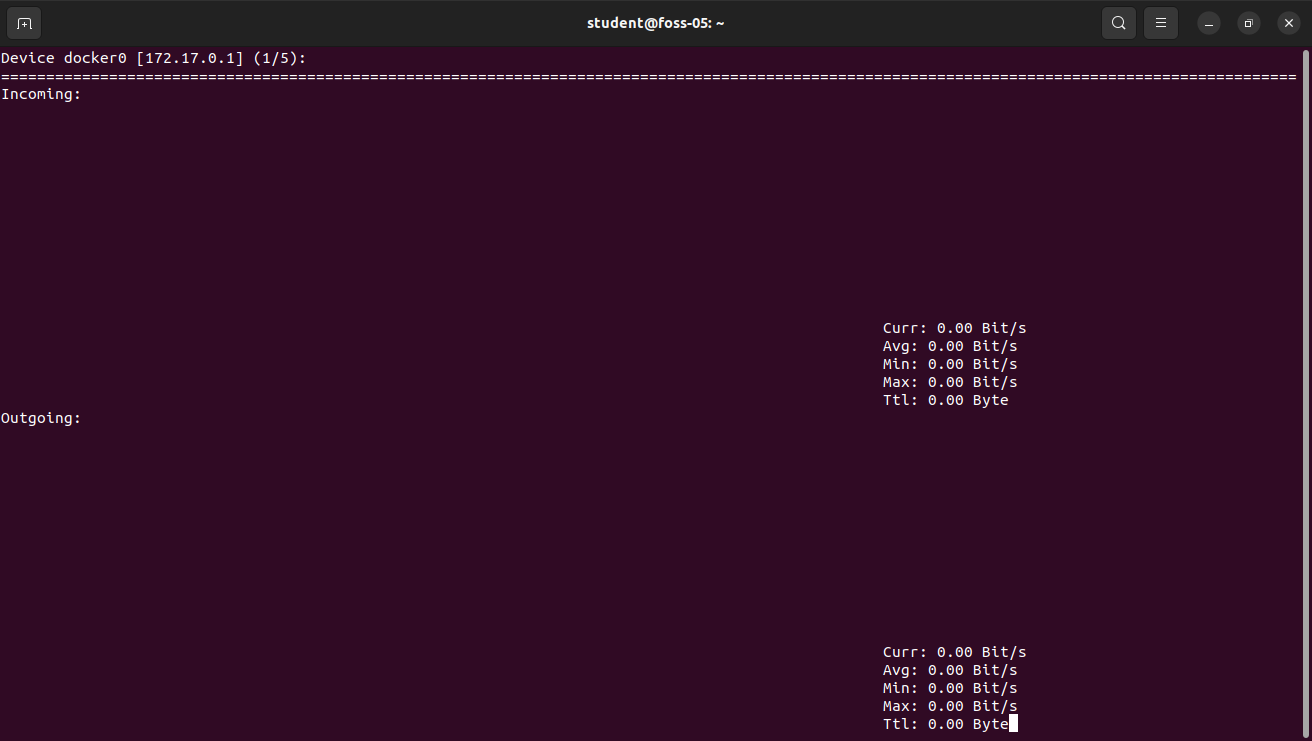 student@foss-05: ~
Device docker0 [172.17.0.1] (1/5):
================================================================================================================================================
Incoming:
Curr: 0.00 Bit/s
Avg: 0.00 Bit/s
Min: 0.00 Bit/s
Max: 0.00 Bit/s
Ttl: 0.00 Byte
Outgoing:
Curr: 0.00 Bit/s
Avg: 0.00 Bit/s
Min: 0.00 Bit/s
Max: 0.00 Bit/s
Ttl: 0.00 Byte